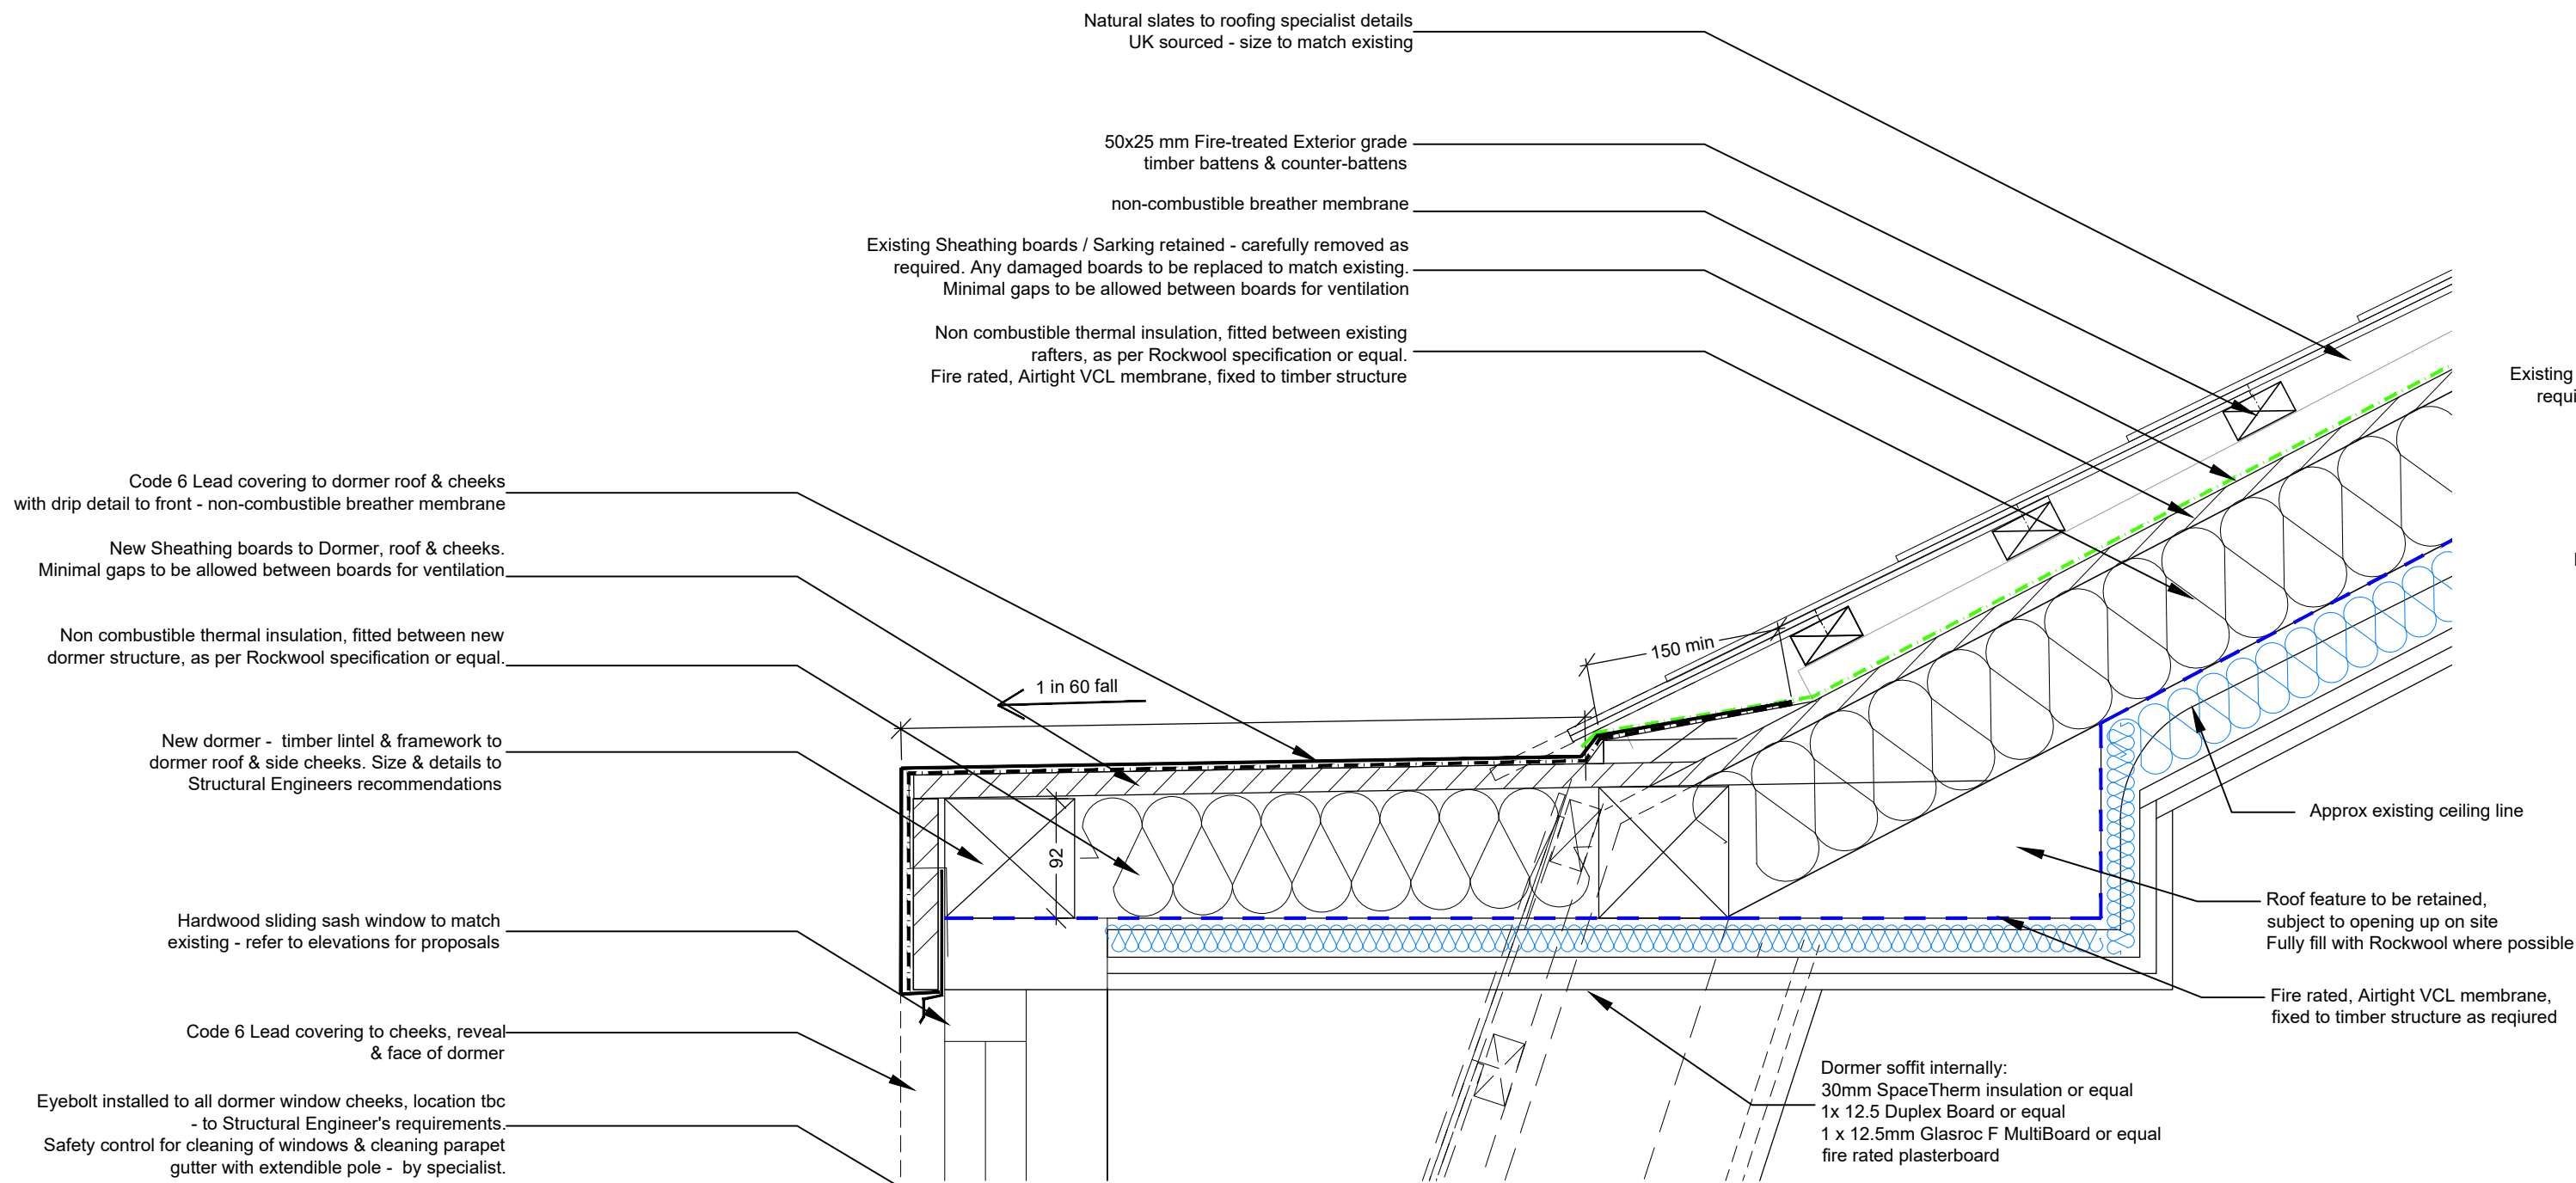 Natural slates to roofing specialist details
UK sourced - size to match existing
50x25 mm Fire-treated Exterior grade
timber battens & counter-battens
non-combustible breather membrane
Existing Sheathing boards / Sarking retained - carefully removed as
required. Any damaged boards to be replaced to match existing.
Minimal gaps to be allowed between boards for ventilation
Non combustible thermal insulation, fitted between existing
rafters, as per Rockwool specification or equal.
Fire rated, Airtight VCL membrane, fixed to timber structure
Existing
Code 6 Lead covering to dormer roof & cheeks
with drip detail to front - non-combustible breather membrane
New Sheathing boards to Dormer, roof & cheeks.
Minimal gaps to be allowed between boards for ventilation
Non combustible thermal insulation, fitted between new
dormer structure, as per Rockwool specification or equal.
New dormer - timber lintel & framework to
dormer roof & side cheeks. Size & details to
Structural Engineers recommendations
Hardwood sliding sash window to match
existing - refer to elevations for proposals
Code 6 Lead covering to cheeks, reveal
& face of dormer
Eyebolt installed to all dormer window cheeks, location tbc
- to Structural Engineer's requirements.
Safety control for cleaning of windows & cleaning parapet
gutter with extendible pole - by specialist.
1 in 60 fall
150 min
92
Approx existing ceiling line
Roof feature to be retained,
subject to opening up on site
Fully fill with Rockwool where possible
Fire rated, Airtight VCL membrane,
fixed to timber structure as reqiured
Dormer soffit internally:
30mm SpaceTherm insulation or equal
1x 12.5 Duplex Board or equal
1 x 12.5mm Glasroc F MultiBoard or equal
fire rated plasterboard